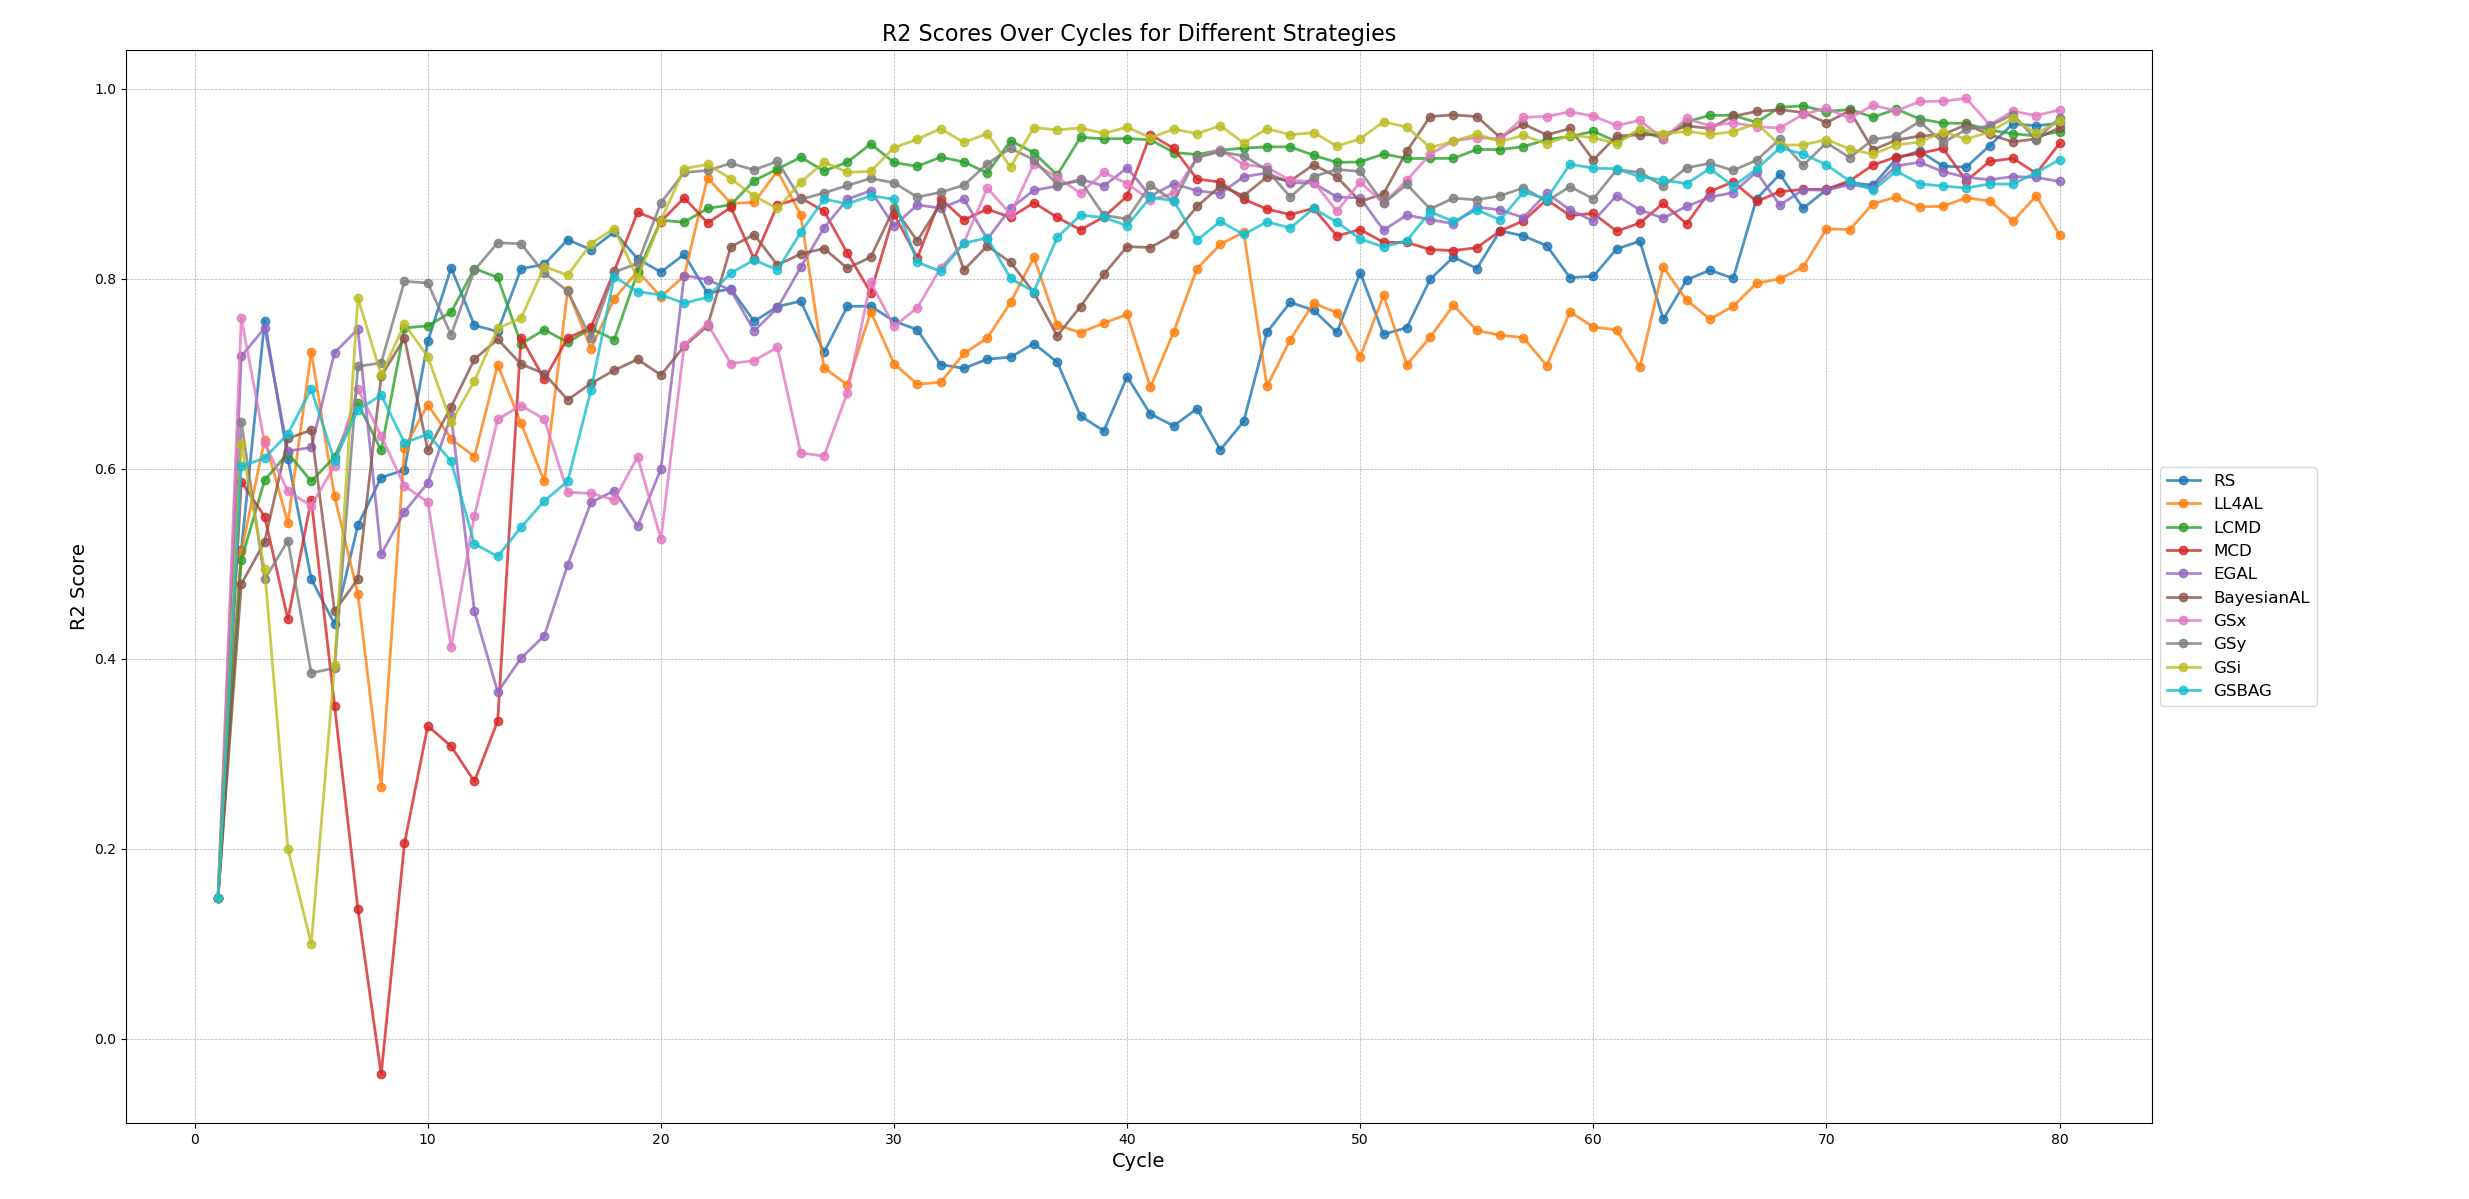 R2 Scores Over Cycles for Different Strategies
1.0
0.8
0.6
0.4
0.2
0.0
R2 Score
0 10 20 30 40 50 60 70 80
Cycle
RS
LL4AL
LCMD
MCD
EGAL
BayesianAL
GSx
GSy
GSi
GSBAG